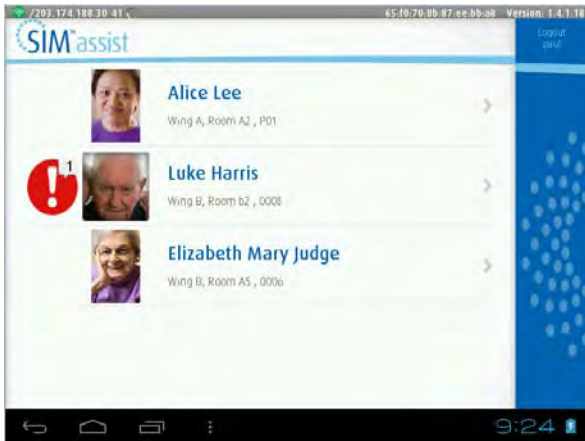 /203.174.188.30 41
65:f0:70:8b:87:ee:bb:a8 Version: 1.4.1.18
SIM™assist
Logout
paul
Alice Lee
Wing A, Room A2 , P01
1
Luke Harris
Wing B, Room b2 , 0008
Elizabeth Mary Judge
Wing B, Room A5 , 0006
9:24